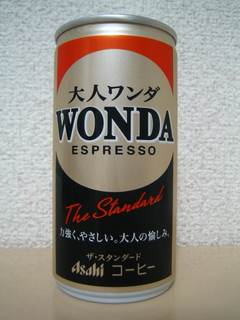 大人ワンダ
WONDA
ESPRESSO
The Standard
力強く、やさしい。大人の愉しみ。
ザ・スタンダード
Asahi コーヒー